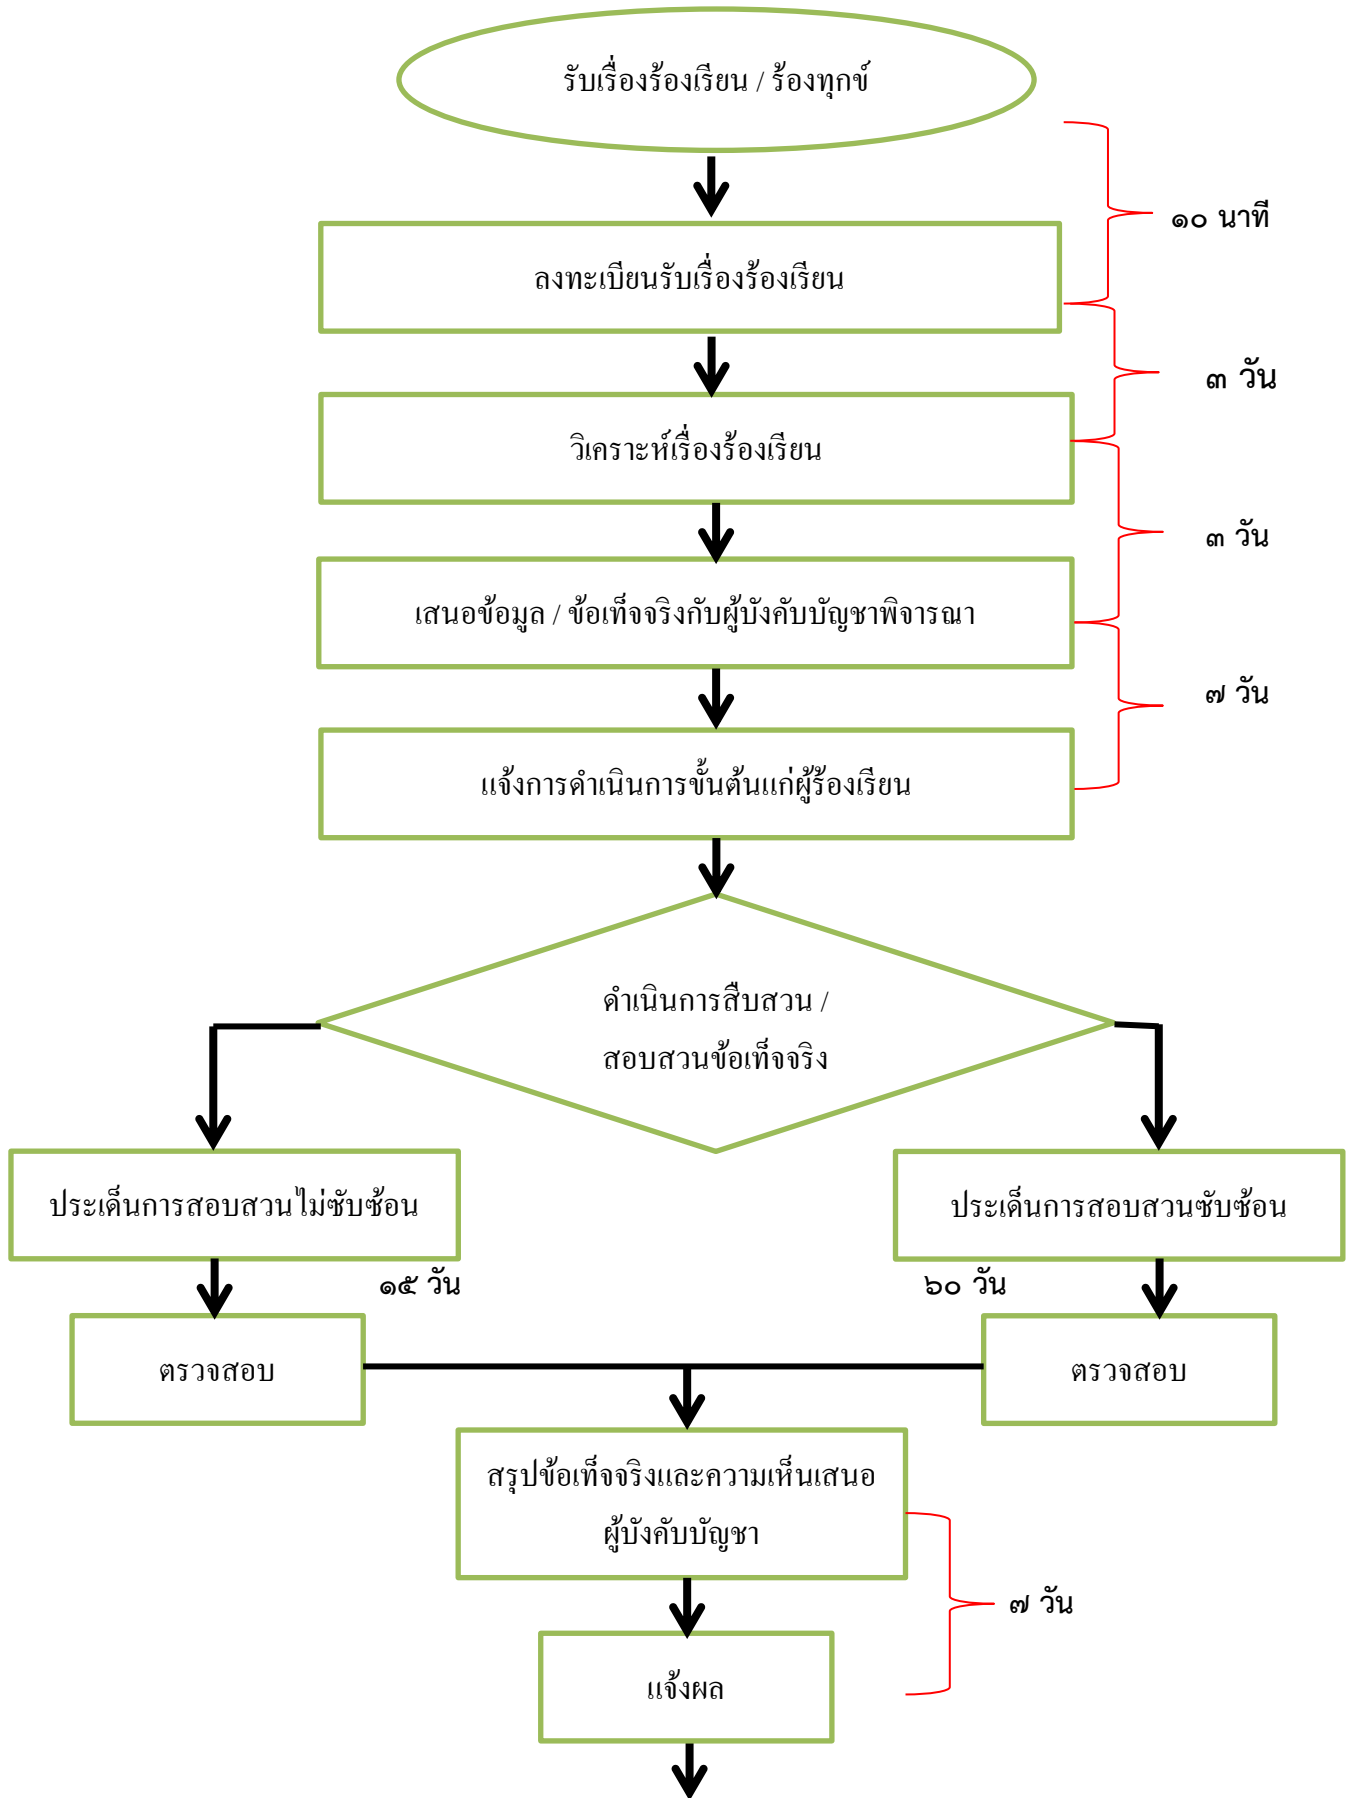 รับเรื่องร้องเรียน / ร้องทุกข์
๑๐ นาที
ลงทะเบียนรับเรื่องร้องเรียน
๓ วัน
วิเคราะห์เรื่องร้องเรียน
๓ วัน
เสนอข้อมูล / ข้อเท็จจริงกับผู้บังคับบัญชาพิจารณา
๗ วัน
แจ้งการดำเนินการขั้นต้นแก่ผู้ร้องเรียน
ดำเนินการสืบสวน /
สอบสวนข้อเท็จจริง
ประเด็นการสอบสวนไม่ซับซ้อน
ประเด็นการสอบสวนซับซ้อน
๑๕ วัน
๖๐ วัน
ตรวจสอบ
ตรวจสอบ
สรุปข้อเท็จจริงและความเห็นเสนอ
ผู้บังคับบัญชา
๗ วัน
แจ้งผล